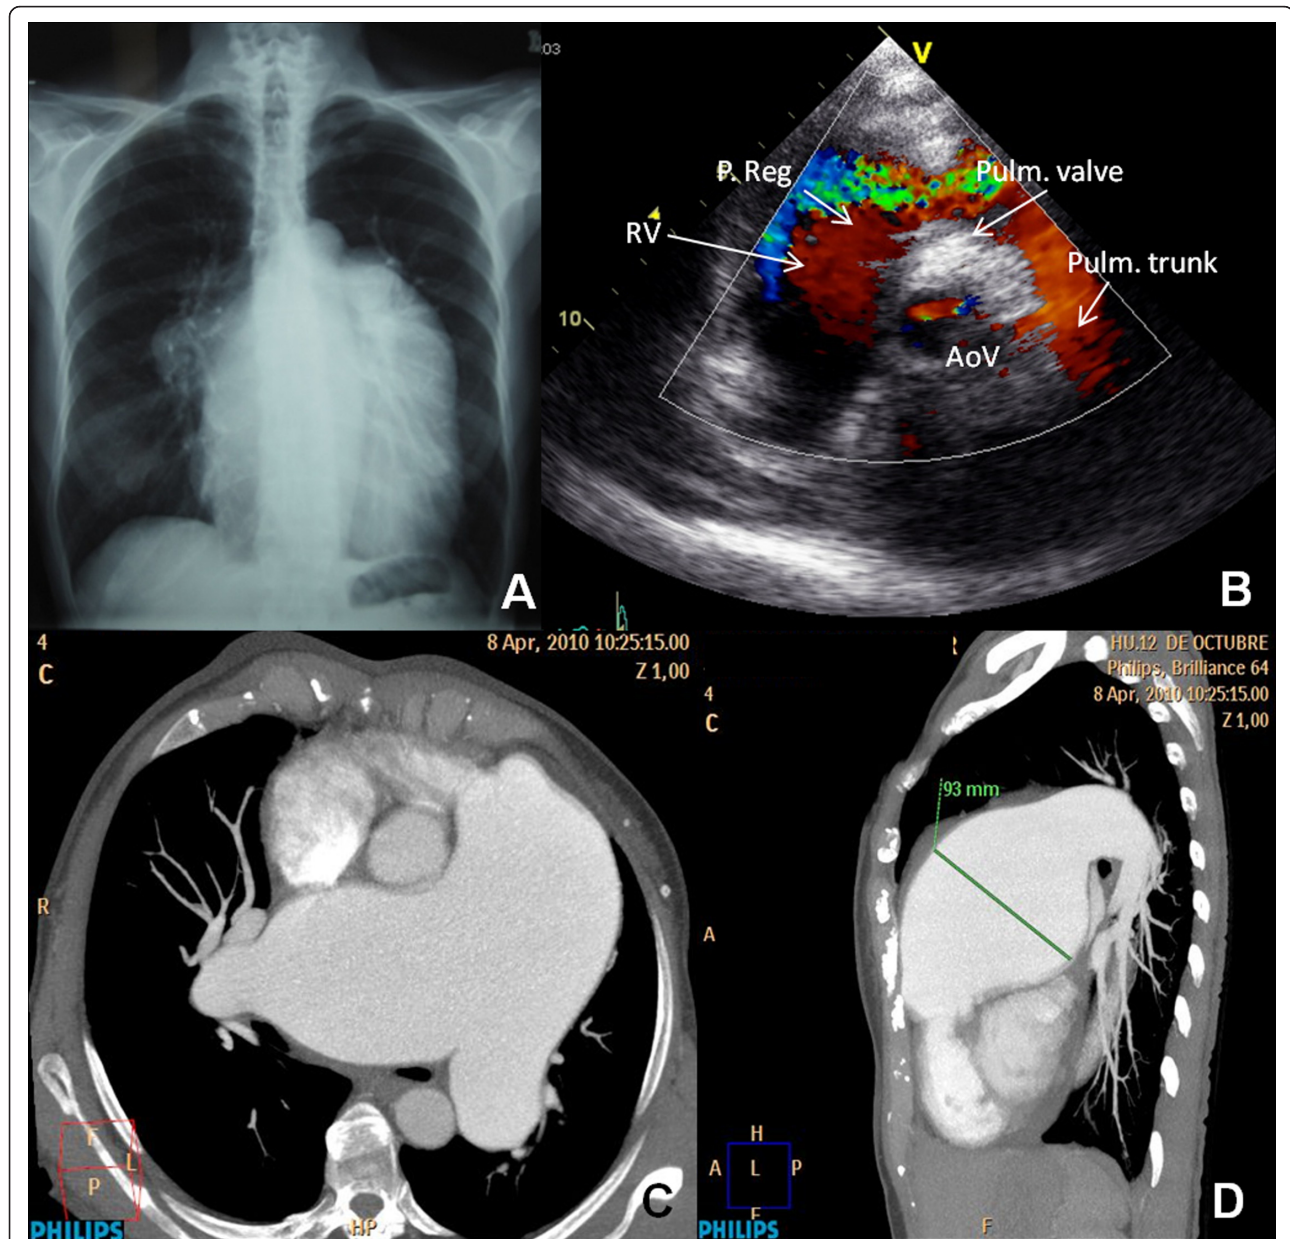 :03
V
P. Reg
Pulm. valve
RV
Pulm. trunk
10
AoV
A
B
4
8 Apr, 2010 10:25:15.00
C
Z 1,00
R
F
L
P
PHILIPS
HP
C
HU.12 DE OCTUBRE
Philips, Brilliance 64
4
8 Apr, 2010 10:25:15.00
C
Z 1,00
93 mm
A
H
A
L
P
F
PHILIPS
F
D